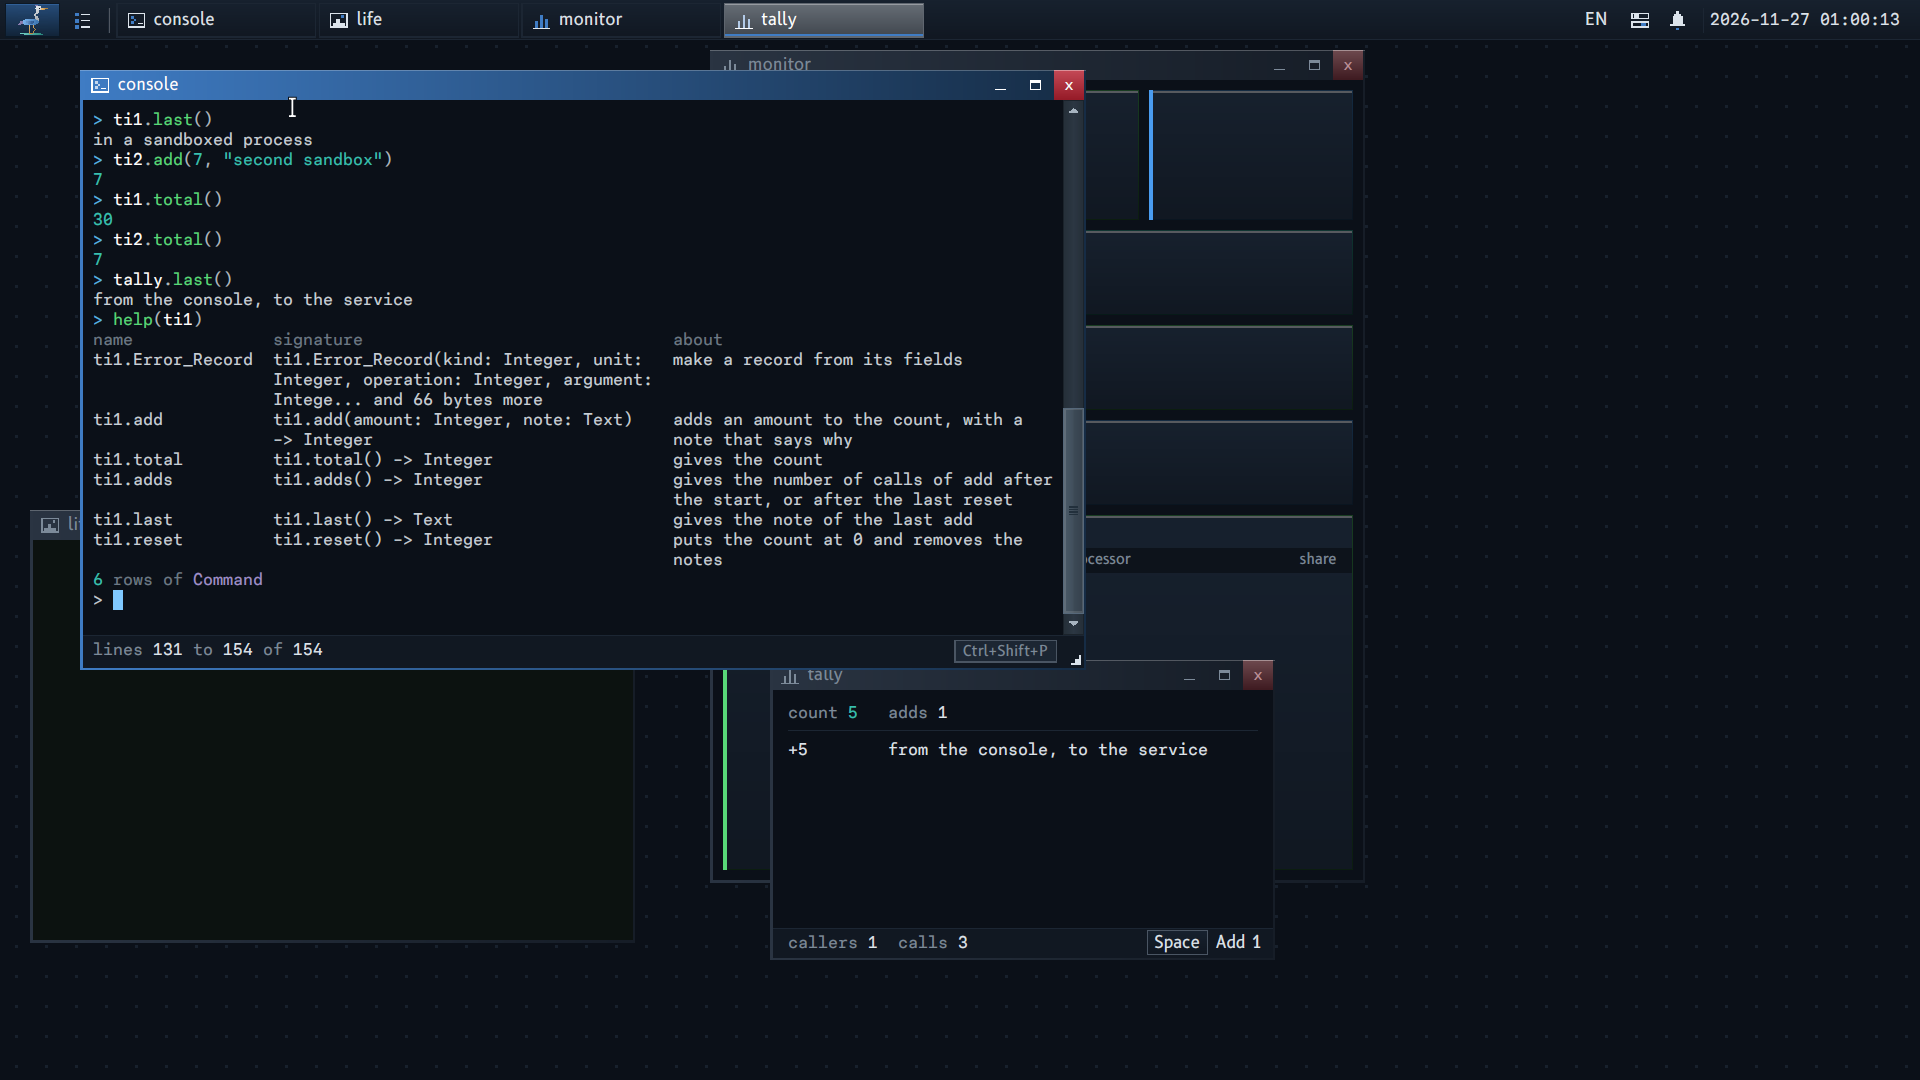 console
life
monitor
tally
EN
2026-11-27 01:00:13
monitor
x
console
x
> ti1.last()
in a sandboxed process
> ti2.add(7, "second sandbox")
7
> ti1.total()
30
> ti2.total()
7
> tally.last()
from the console, to the service
> help(ti1)
name signature about
ti1.Error_Record ti1.Error_Record(kind: Integer, unit: make a record from its fields
Integer, operation: Integer, argument:
Intege... and 66 bytes more
ti1.add ti1.add(amount: Integer, note: Text) adds an amount to the count, with a
-> Integer note that says why
ti1.total ti1.total() -> Integer gives the count
ti1.adds ti1.adds() -> Integer gives the number of calls of add after
the start, or after the last reset
ti1.last ti1.last() -> Text gives the note of the last add
ti1.reset ti1.reset() -> Integer puts the count at 0 and removes the
notes
6 rows of Command
>
lines 131 to 154 of 154 Ctrl+Shift+P
li
cessor share
tally
x
count 5 adds 1
+5 from the console, to the service
callers 1 calls 3 Space Add 1